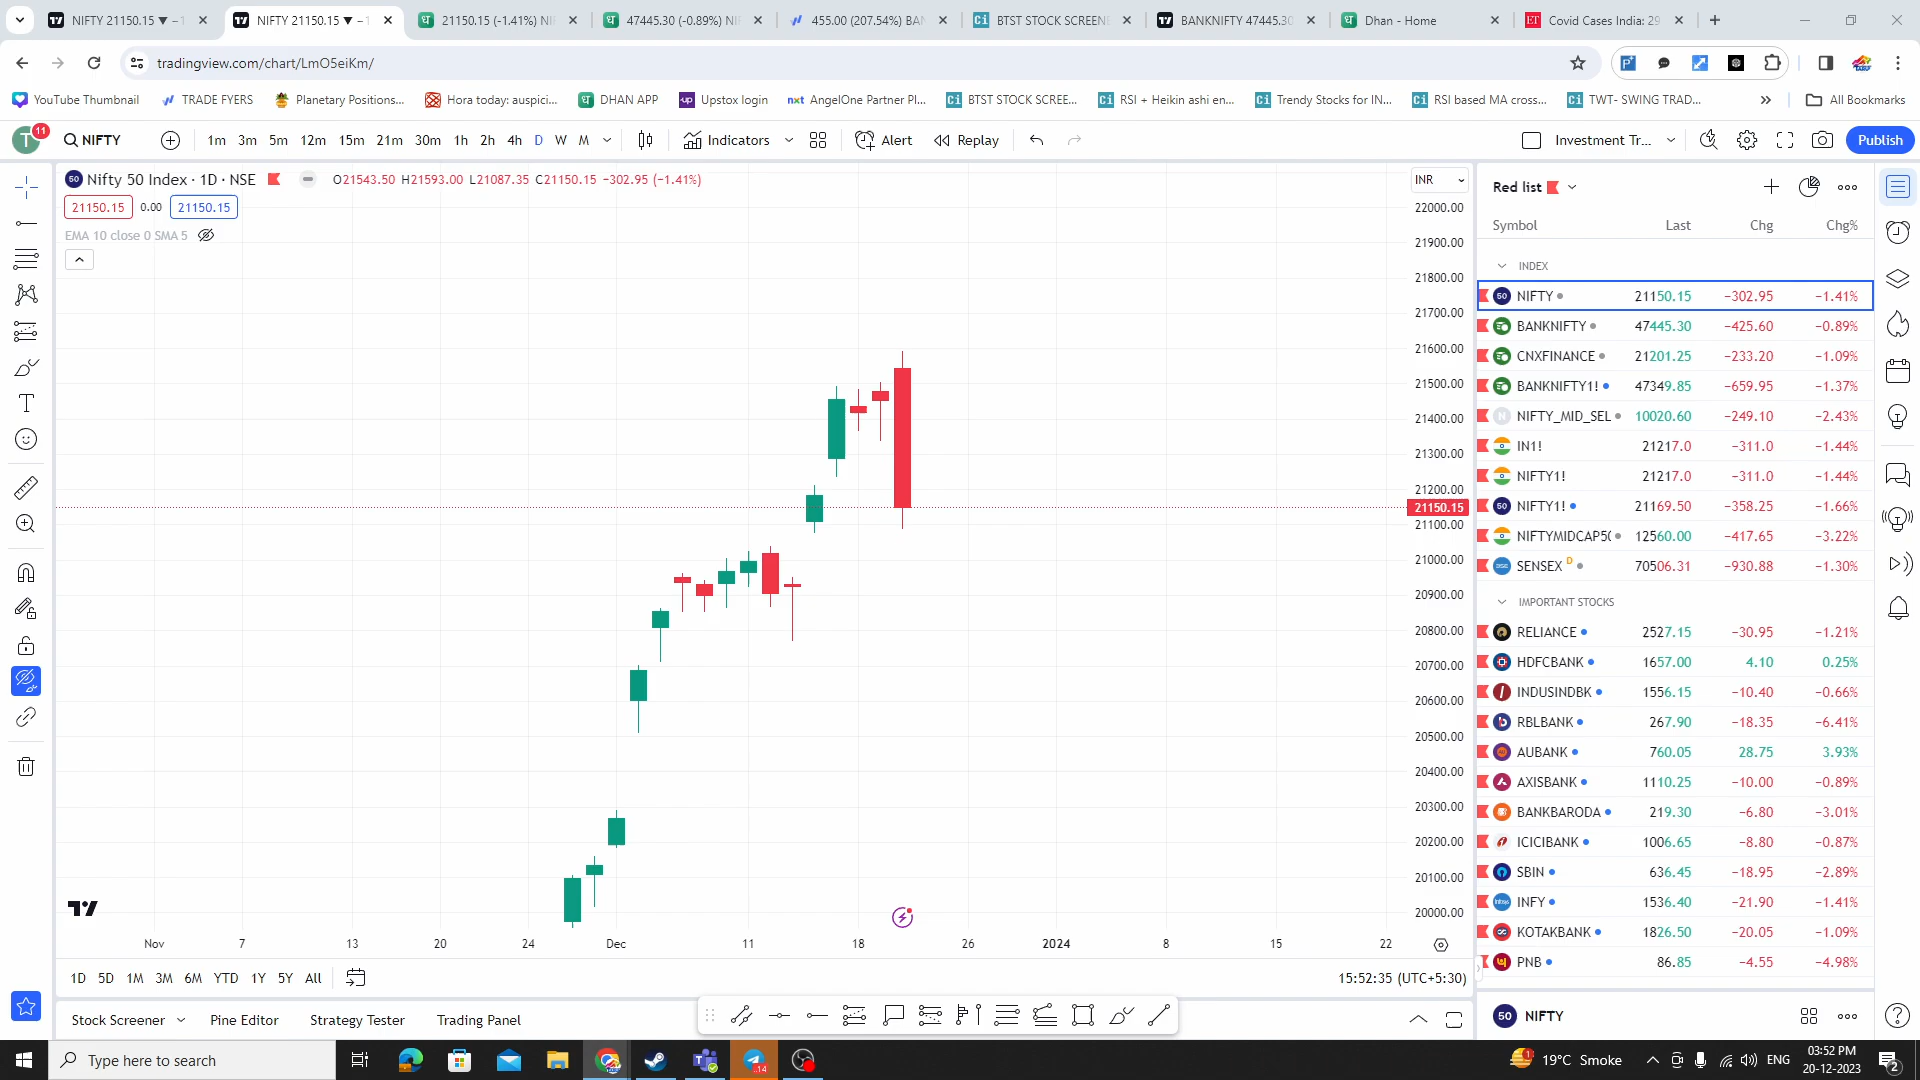 NIFTY 21150.15 ▼ −1
NIFTY 21150.15 ▼ −1
21150.15 (-1.41%) NI
47445.30 (-0.89%) NI
455.00 (207.54%) BAN
BTST STOCK SCREENE
BANKNIFTY 47445.30
Dhan - Home
Covid Cases India: 29
tradingview.com/chart/LmO5eiKm/
YouTube Thumbnail
TRADE FYERS
Planetary Positions...
Hora today: auspici...
DHAN APP
Upstox login
AngelOne Partner Pl...
BTST STOCK SCREE...
RSI + Heikin ashi en...
Trendy Stocks for IN...
RSI based MA cross...
TWT- SWING TRAD...
All Bookmarks
T 11
NIFTY
1m 3m 5m 12m 15m 21m 30m 1h 2h 4h D W M
Indicators
Alert
Replay
Investment Tr...
Publish
Nifty 50 Index · 1D · NSE
O21543.50 H21593.00 L21087.35 C21150.15 −302.95 (−1.41%)
21150.15 0.00 21150.15
EMA 10 close 0 SMA 5
INR
22000.00
21900.00
21800.00
21700.00
21600.00
21500.00
21400.00
21300.00
21200.00
21150.15
21100.00
21000.00
20900.00
20800.00
20700.00
20600.00
20500.00
20400.00
20300.00
20200.00
20100.00
20000.00
Nov 7 13 20 24 Dec 11 18 26 2024 8 15 22
1D 5D 1M 3M 6M YTD 1Y 5Y All
15:52:35 (UTC+5:30)
Stock Screener
Pine Editor
Strategy Tester
Trading Panel
Red list
Symbol Last Chg Chg%
INDEX
NIFTY 21150.15 −302.95 −1.41%
BANKNIFTY 47445.30 −425.60 −0.89%
CNXFINANCE 21201.25 −233.20 −1.09%
BANKNIFTY1! 47349.85 −659.95 −1.37%
NIFTY_MID_SEL 10020.60 −249.10 −2.43%
IN1! 21217.0 −311.0 −1.44%
NIFTY1! 21217.0 −311.0 −1.44%
NIFTY1! 21169.50 −358.25 −1.66%
NIFTYMIDCAP5( 12560.00 −417.65 −3.22%
SENSEX D 70506.31 −930.88 −1.30%
IMPORTANT STOCKS
RELIANCE 2527.15 −30.95 −1.21%
HDFCBANK 1657.00 4.10 0.25%
INDUSINDBK 1556.15 −10.40 −0.66%
RBLBANK 267.90 −18.35 −6.41%
AUBANK 760.05 28.75 3.93%
AXISBANK 1110.25 −10.00 −0.89%
BANKBARODA 219.30 −6.80 −3.01%
ICICIBANK 1006.65 −8.80 −0.87%
SBIN 636.45 −18.95 −2.89%
INFY 1536.40 −21.90 −1.41%
KOTAKBANK 1826.50 −20.05 −1.09%
PNB 86.85 −4.55 −4.98%
50 NIFTY
Type here to search
19°C Smoke
ENG
03:52 PM
20-12-2023
2